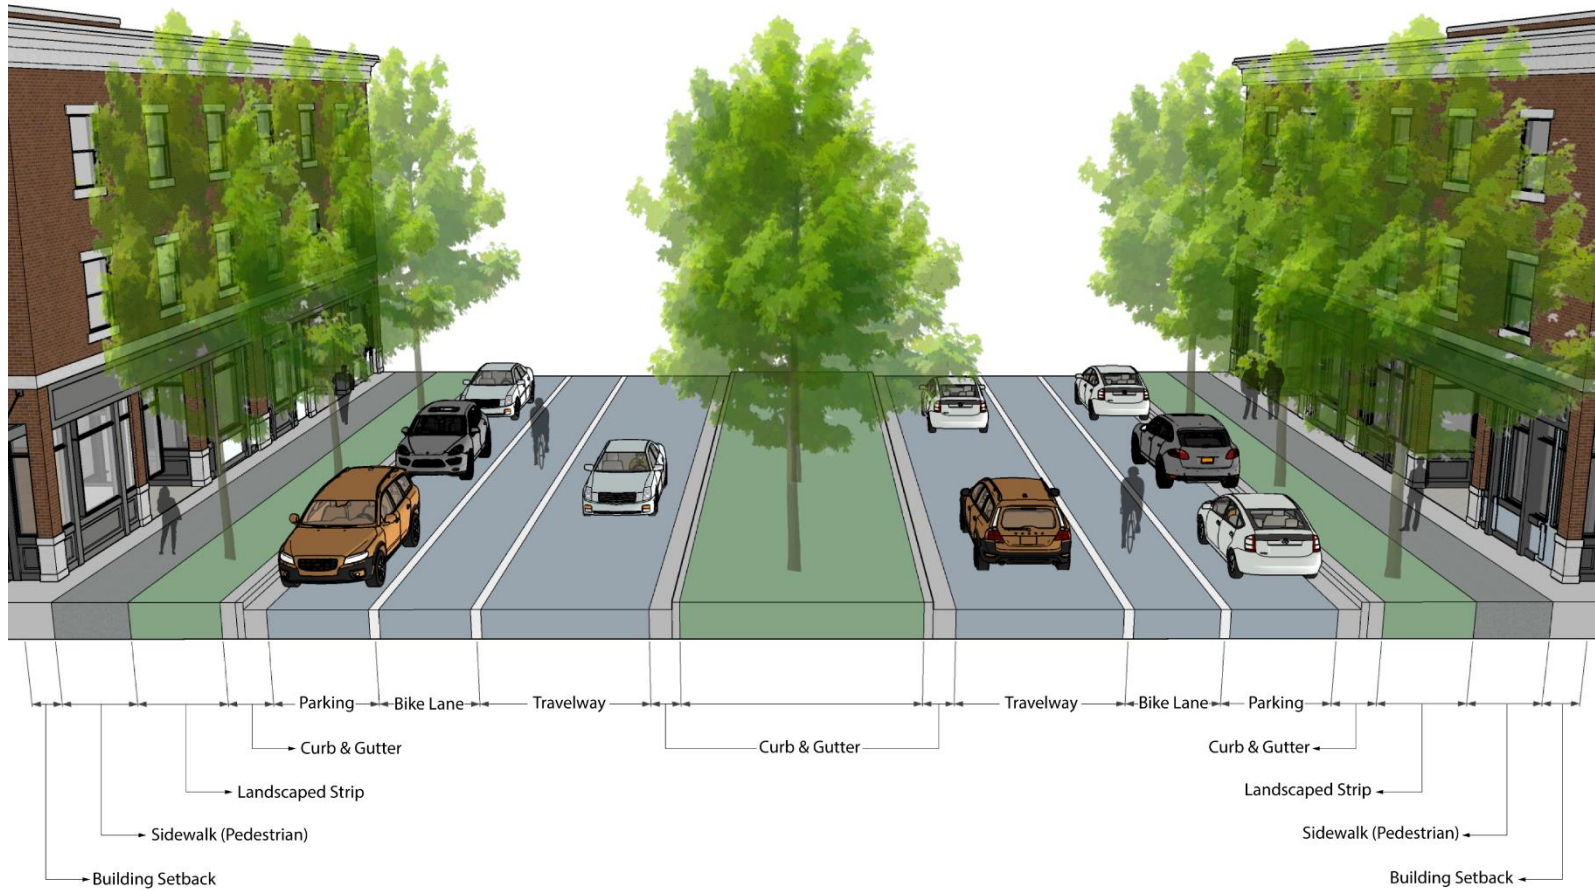 Parking
Bike Lane
Travelway
Travelway
Bike Lane
Parking
Curb & Gutter
Curb & Gutter
Curb & Gutter
Landscaped Strip
Landscaped Strip
Sidewalk (Pedestrian)
Sidewalk (Pedestrian)
Building Setback
Building Setback